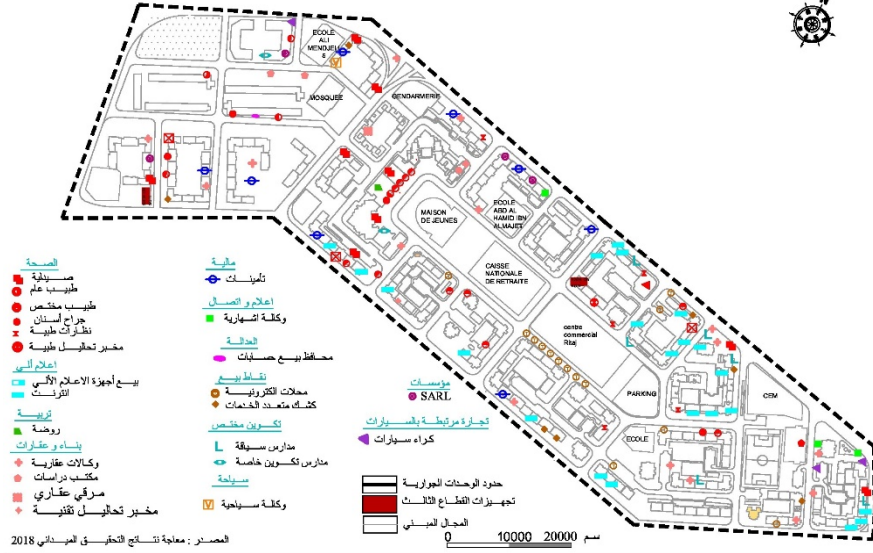 ECOLE
ALI
MENDJELI
S
MOSQUEE
GENDARMERIE
MAISON
DE JEUNES
ECOLE
ABD AL
HAMID IBN
ALMAJET
CAISSE
NATIONALE
DE RETRAITE
centre
commercial
Ritaj
PARKING
CEM
ECOLE
الصحة
صيدلية
طبيب عام
طبيب مختص
جراح أسنان
نظارات طبية
مخبر تحاليل طبية
اعلام ألي
بيع أجهزة الاعلام الألي
انترنت
تربية
روضة
بناء و عقارات
وكالات عقارية
مكتب دراسات
مرقي عقاري
مخبر تحاليل تقنية
مالية
تأمينات
اعلام و اتصال
وكالة اشهارية
العدالة
محافظ بيع حسابات
نقاط بيع
محلات الكترونية
كشك متعدد الخدمات
تكوين مختص
مدارس سياقة
مدارس تكوين خاصة
سياحة
وكالة سياحية
مؤسسات
SARL
تجارة مرتبطة بالسيارات
كراء سيارات
حدود الوحدات الجوارية
تجهيزات القطاع الثالث
المجال المبني
0 10000 20000 سم
المصدر : معالجة نتائج التحقيق الميداني 2018